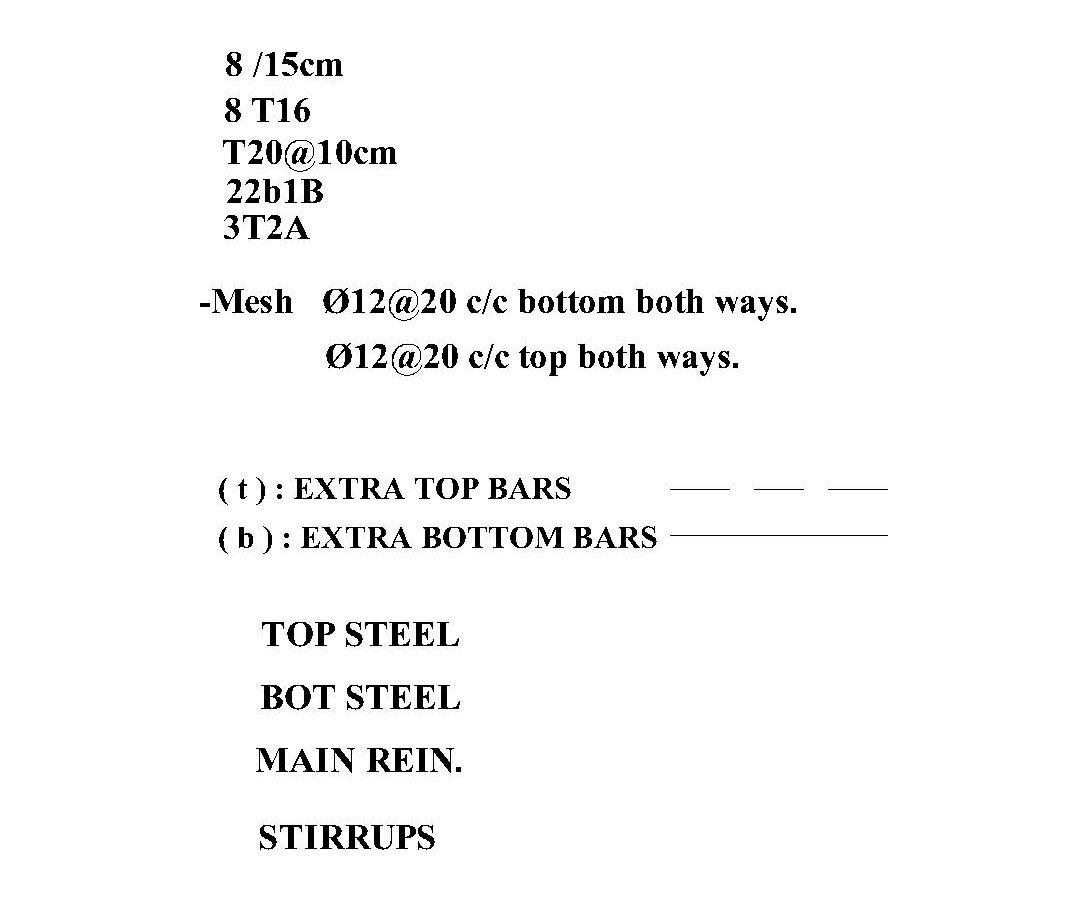 8 /15cm
8 T16
T20@10cm
22b1B
3T2A
-Mesh Ø12@20 c/c bottom both ways.
Ø12@20 c/c top both ways.
( t ) : EXTRA TOP BARS
( b ) : EXTRA BOTTOM BARS
TOP STEEL
BOT STEEL
MAIN REIN.
STIRRUPS